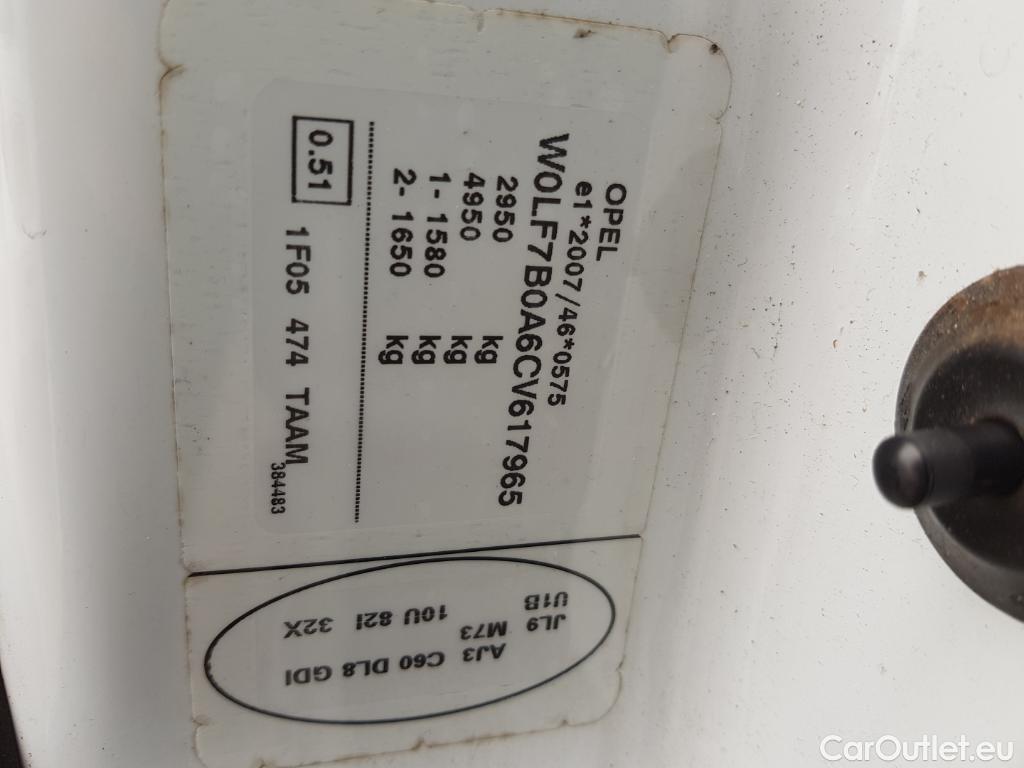 OPEL
e1*2007/46*0575
W0LF7B0A6CV617965
2950 kg
4950 kg
1- 1580 kg
2- 1650 kg
0.51 1F05 474 TAAM
384483
AJ3 C60 DL8 GDI
JL9 M73 10U 82I 32X
U1B
CarOutlet.eu